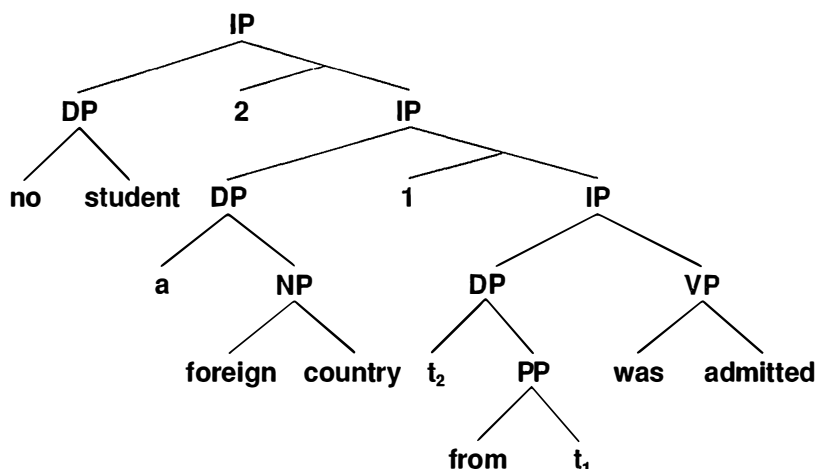 IP
DP 2 IP
no student DP 1 IP
a NP DP VP
foreign country t₂ PP was admitted
from t₁